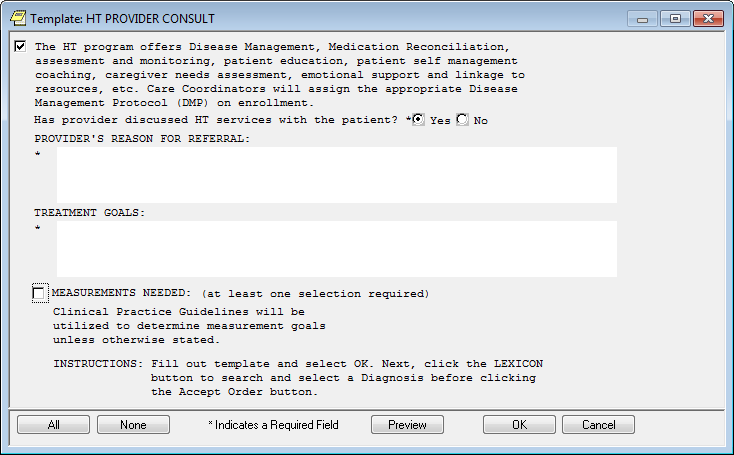 Template: HT PROVIDER CONSULT
The HT program offers Disease Management, Medication Reconciliation,
assessment and monitoring, patient education, patient self management
coaching, caregiver needs assessment, emotional support and linkage to
resources, etc. Care Coordinators will assign the appropriate Disease
Management Protocol (DMP) on enrollment.
Has provider discussed HT services with the patient? * Yes No
PROVIDER'S REASON FOR REFERRAL:
*
TREATMENT GOALS:
*
MEASUREMENTS NEEDED: (at least one selection required)
Clinical Practice Guidelines will be
utilized to determine measurement goals
unless otherwise stated.
INSTRUCTIONS: Fill out template and select OK. Next, click the LEXICON
button to search and select a Diagnosis before clicking
the Accept Order button.
All None * Indicates a Required Field Preview OK Cancel